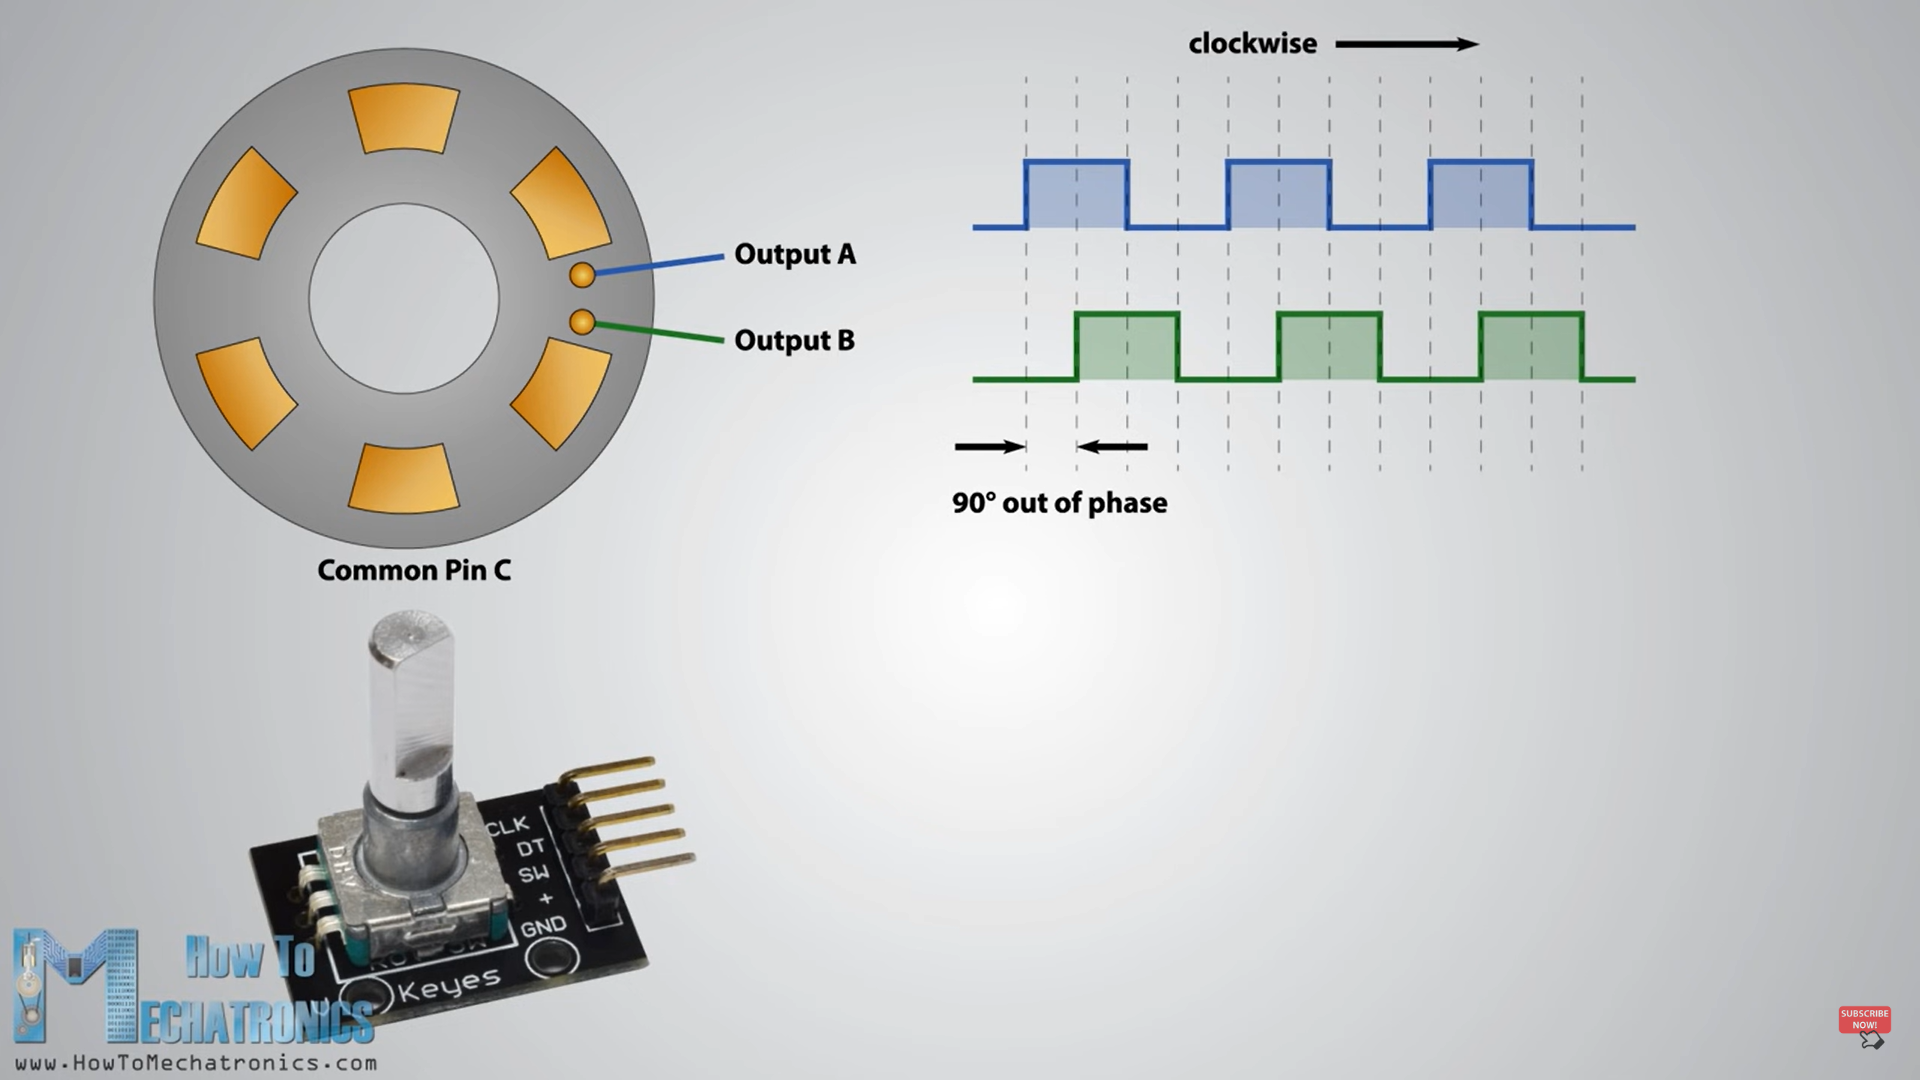 clockwise
Output A
Output B
90° out of phase
Common Pin C
CLK
DT
SW
+
GND
Keyes
How To
MECHATRONICS
www.HowToMechatronics.com
SUBSCRIBE
NOW!